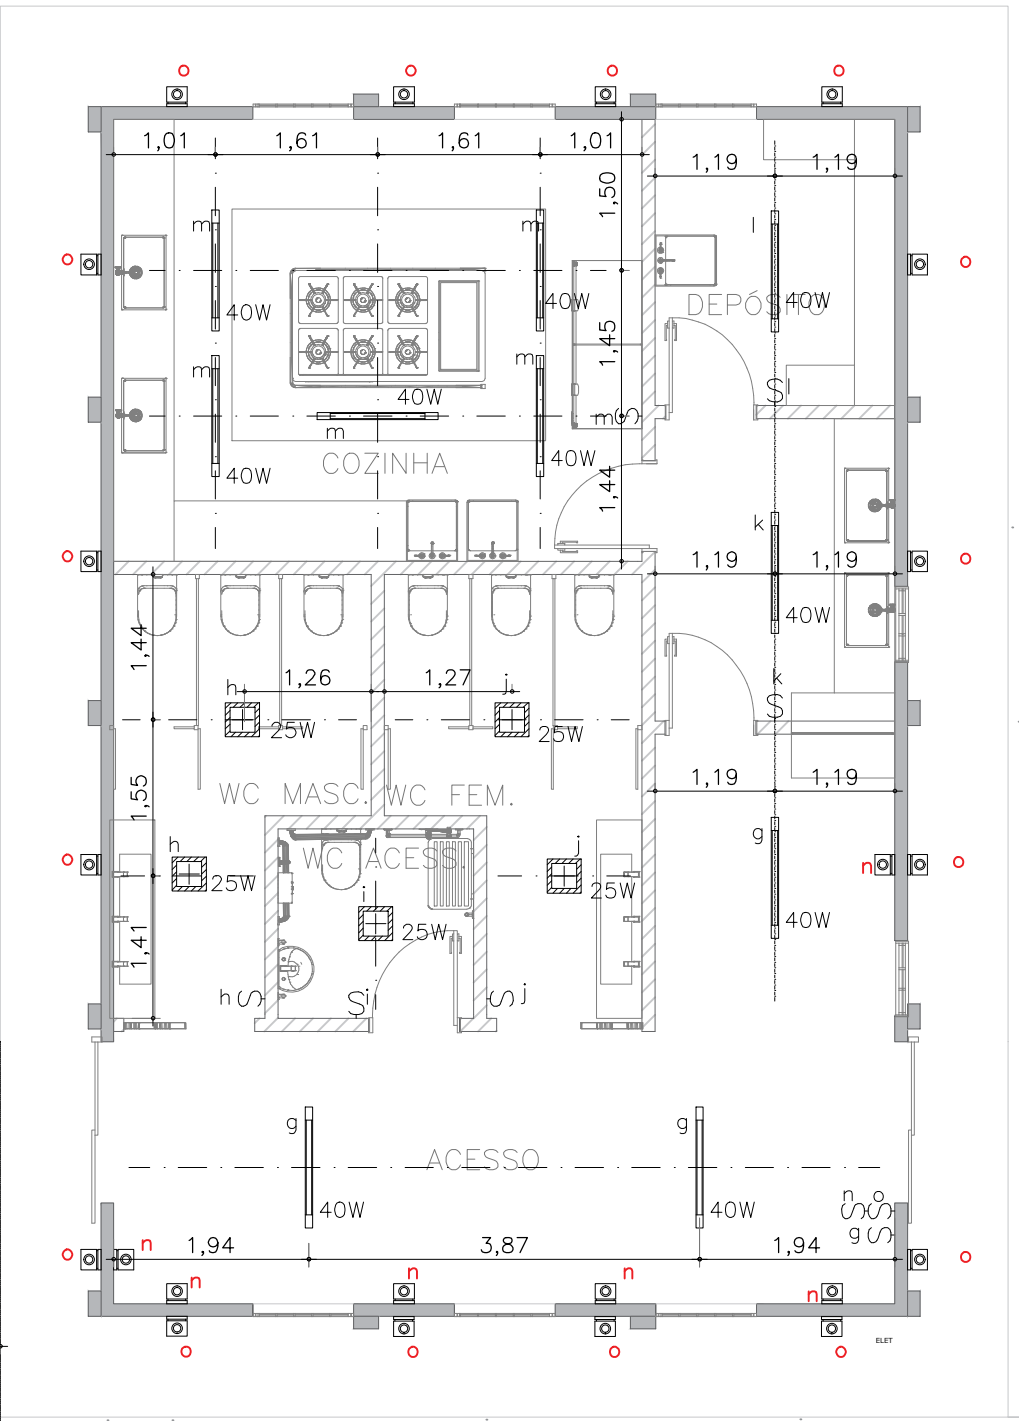 o o o o
1,01 1,61 1,61 1,01
1,19 1,19
1,50
m m l
o o
40W 40W DEPÓSITO 40W
1,45
m m
S l
40W
m S
m
COZINHA 40W
40W
1,44
k
o o
1,19 1,19
40W
1,44
h 1,26 1,27 j k
S
25W 25W
1,19 1,19
1,55
WC MASC. WC FEM.
g
h j
o WC ACESS. n o
25W i 25W
25W 40W
1,41
h S S i S j
g g
ACESSO
n o
S S
40W 40W
g S
o n 1,94 3,87 1,94 o
n n n n
ELET
o o o o